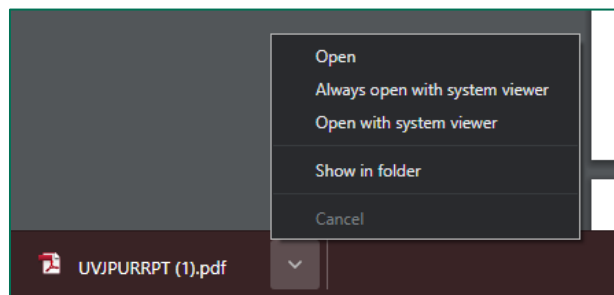 Open
Always open with system viewer
Open with system viewer
Show in folder
Cancel
UVJPURRPT (1).pdf